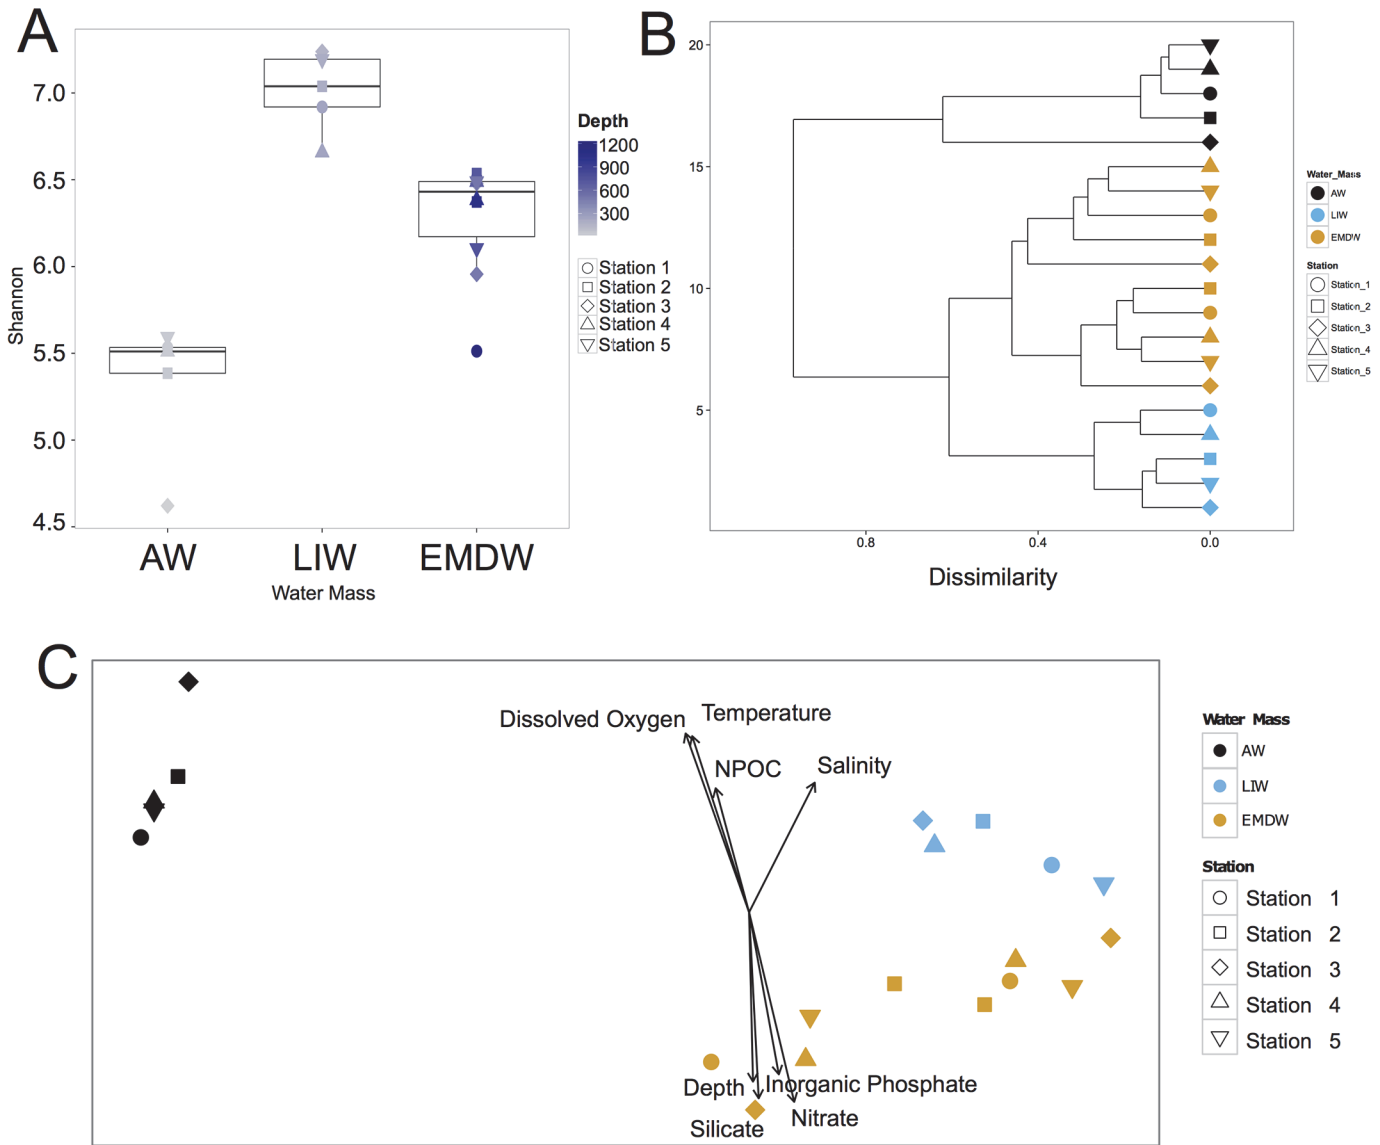 A
7.0
6.5
6.0
5.5
5.0
4.5
Shannon
AW
LIW
EMDW
Water Mass
Depth
1200
900
600
300
Station 1
Station 2
Station 3
Station 4
Station 5
B
20
15
10
5
0.8
0.4
0.0
Dissimilarity
Water_Mass
AW
LIW
EMDW
Station
Station_1
Station_2
Station_3
Station_4
Station_5
C
Dissolved Oxygen
Temperature
NPOC
Salinity
Depth
Inorganic Phosphate
Silicate
Nitrate
Water Mass
AW
LIW
EMDW
Station
Station 1
Station 2
Station 3
Station 4
Station 5